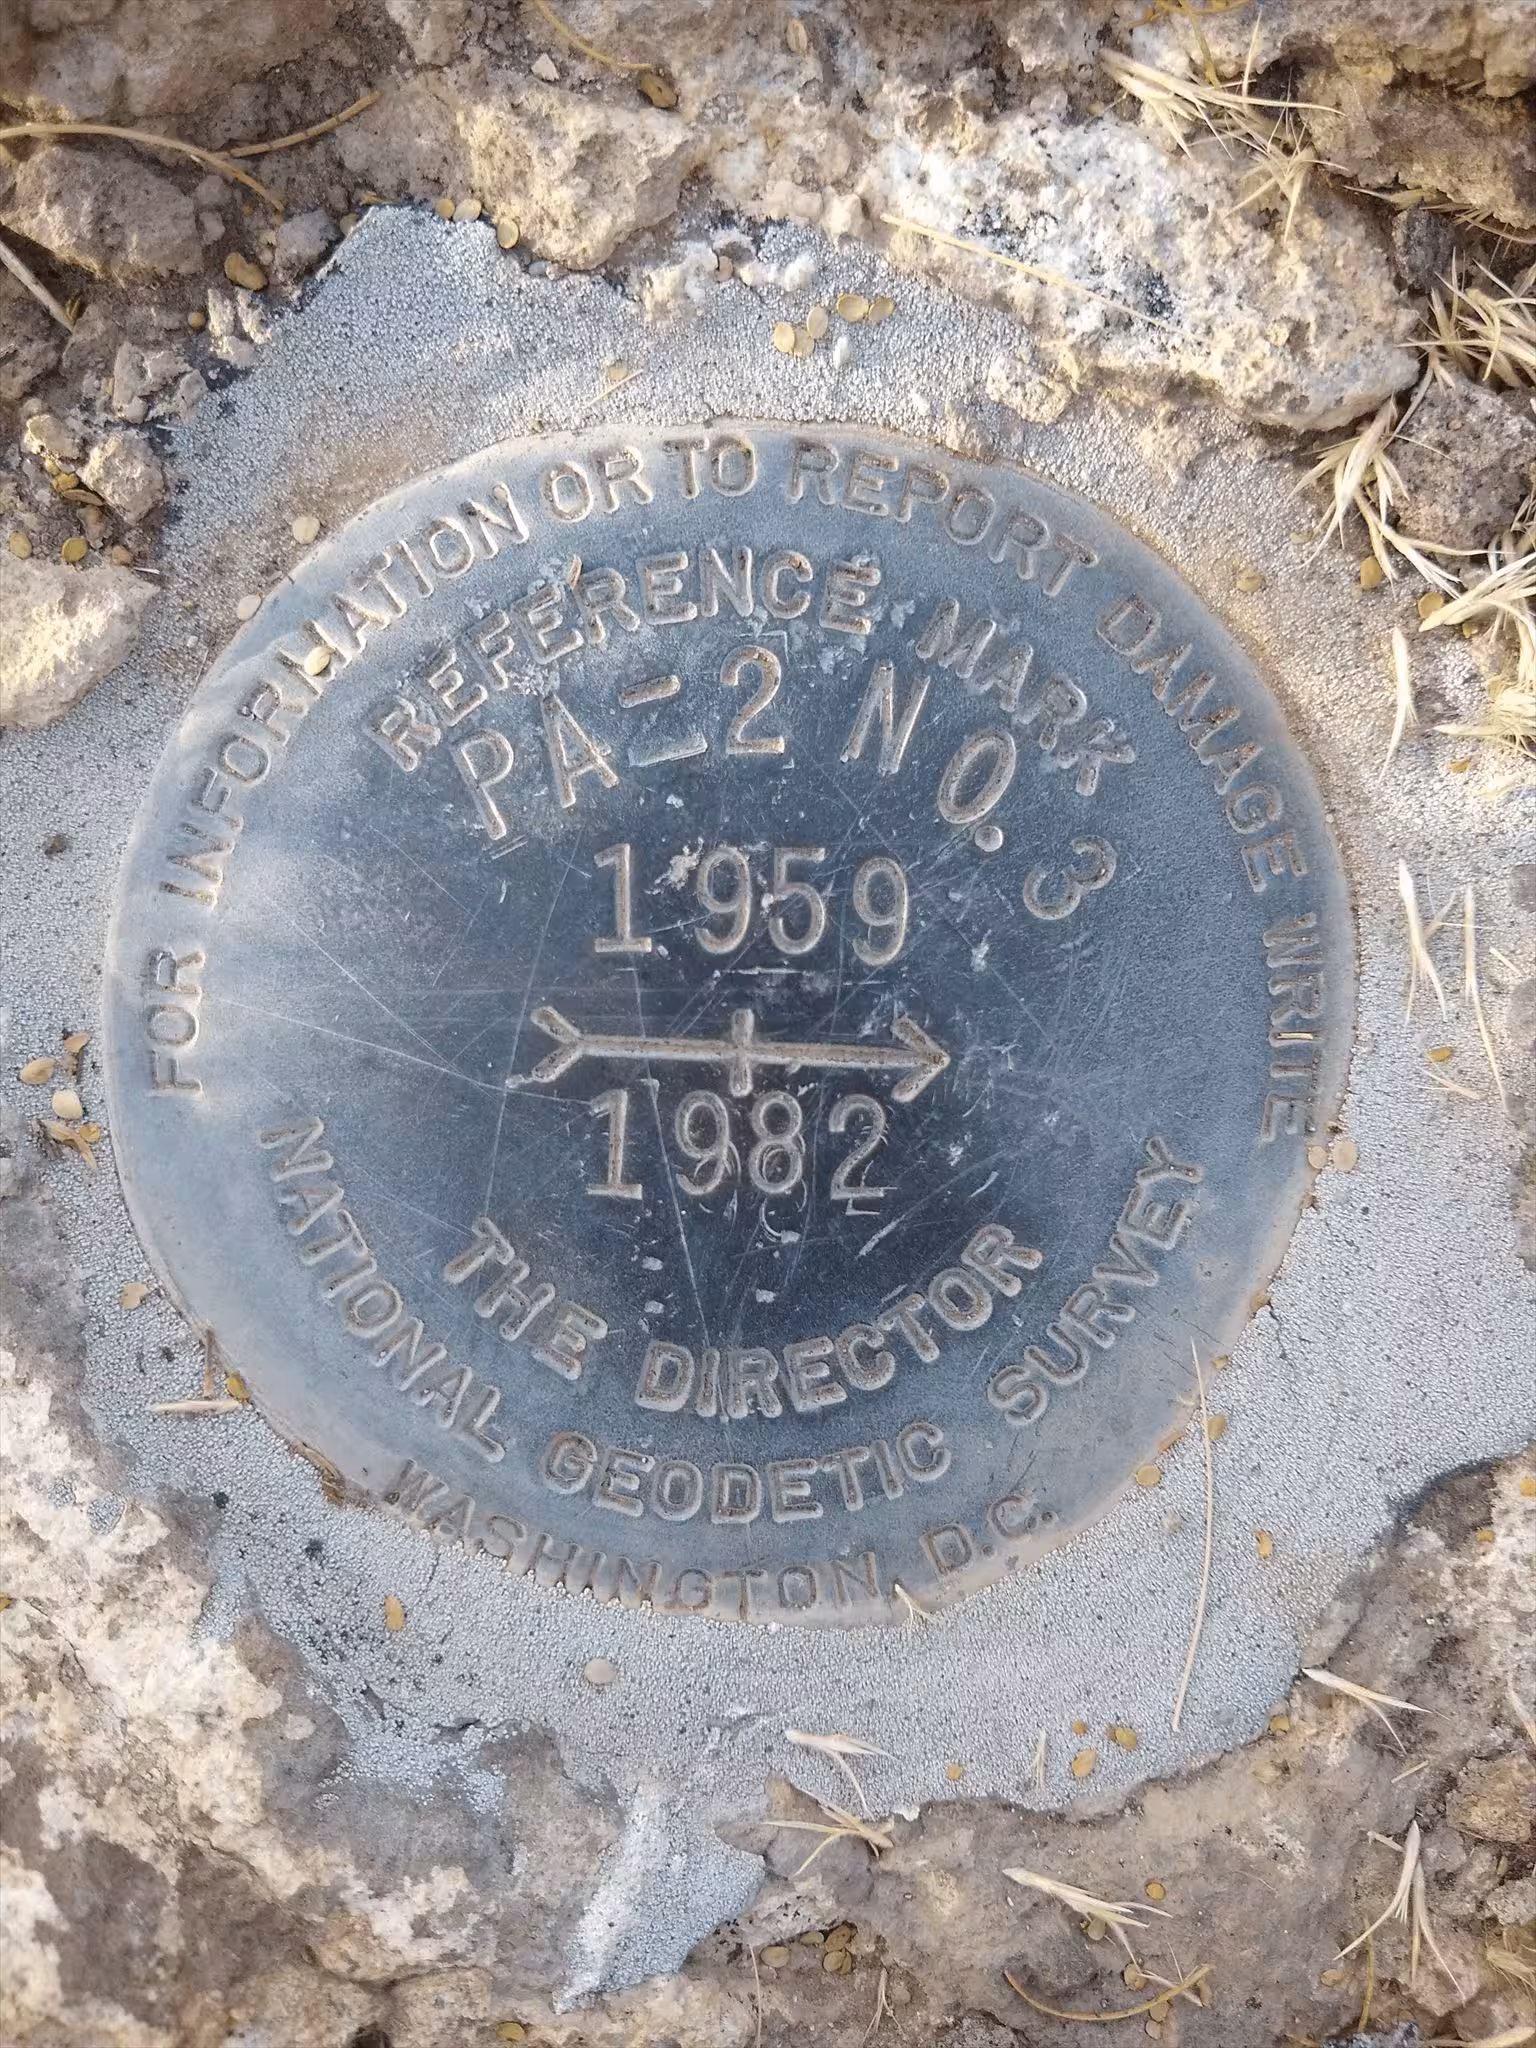 FOR INFORMATION OR TO REPORT DAMAGE WRITE
REFERENCE MARK
PA-2 NO. 3
1959
1982
THE DIRECTOR
NATIONAL GEODETIC SURVEY
WASHINGTON, D.C.